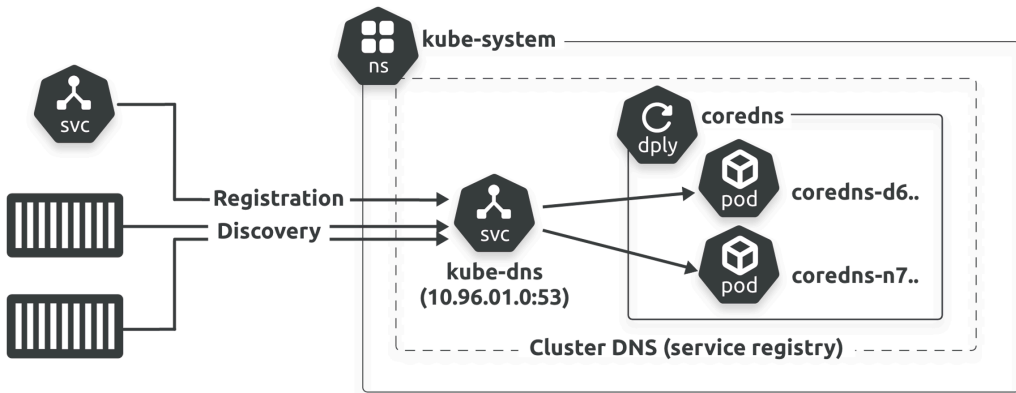 kube-system
ns
svc
coredns
dply
Registration
Discovery
svc
kube-dns
(10.96.01.0:53)
pod
coredns-d6..
pod
coredns-n7..
Cluster DNS (service registry)